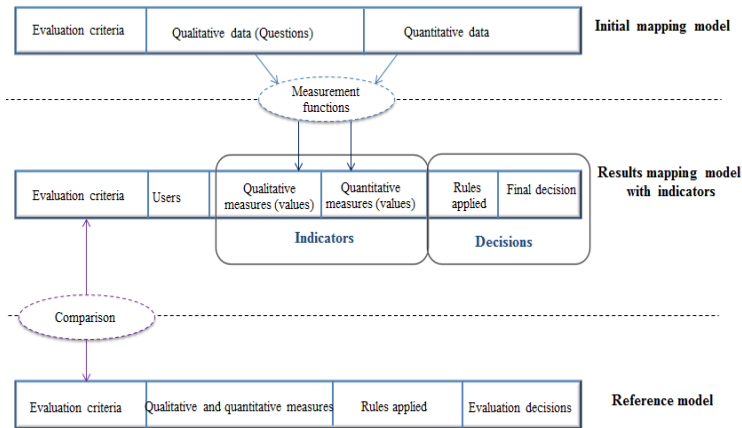 Evaluation criteria
Qualitative data (Questions)
Quantitative data
Initial mapping model
Measurement
functions
Evaluation criteria
Users
Qualitative
measures (values)
Quantitative
measures (values)
Rules
applied
Final decision
Results mapping model
with indicators
Indicators
Decisions
Comparison
Evaluation criteria
Qualitative and quantitative measures
Rules applied
Evaluation decisions
Reference model